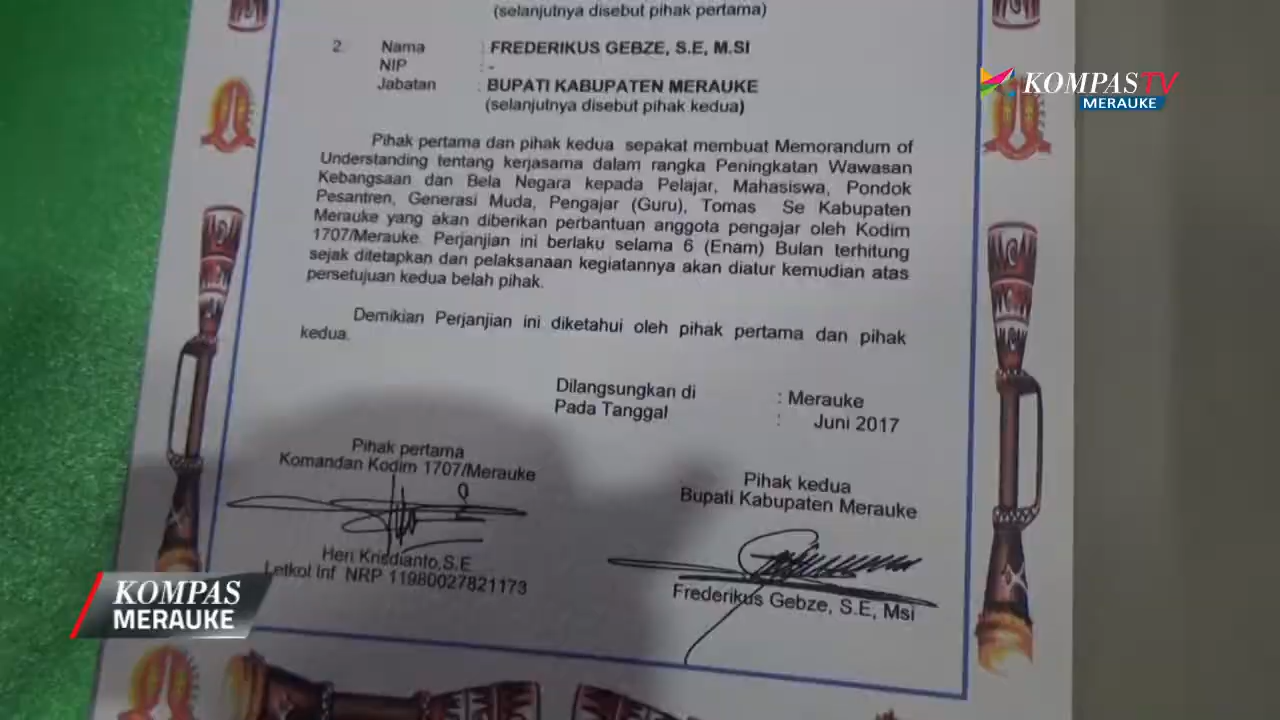 (selanjutnya disebut pihak pertama)
2. Nama : FREDERIKUS GEBZE, S.E, M.SI
NIP : -
Jabatan : BUPATI KABUPATEN MERAUKE
(selanjutnya disebut pihak kedua)
KOMPASTV
MERAUKE
Pihak pertama dan pihak kedua sepakat membuat Memorandum of
Understanding tentang kerjasama dalam rangka Peningkatan Wawasan
Kebangsaan dan Bela Negara kepada Pelajar, Mahasiswa, Pondok
Pesantren, Generasi Muda, Pengajar (Guru), Tomas Se Kabupaten
Merauke yang akan diberikan perbantuan anggota pengajar oleh Kodim
1707/Merauke. Perjanjian ini berlaku selama 6 (Enam) Bulan terhitung
sejak ditetapkan dan pelaksanaan kegiatannya akan diatur kemudian atas
persetujuan kedua belah pihak.
Demikian Perjanjian ini diketahui oleh pihak pertama dan pihak
kedua.
Dilangsungkan di : Merauke
Pada Tanggal : Juni 2017
Pihak pertama
Komandan Kodim 1707/Merauke
Heri Krisdianto,S.E
Letkol Inf NRP 11980027821173
Pihak kedua
Bupati Kabupaten Merauke
Frederikus Gebze, S.E, Msi
KOMPAS
MERAUKE